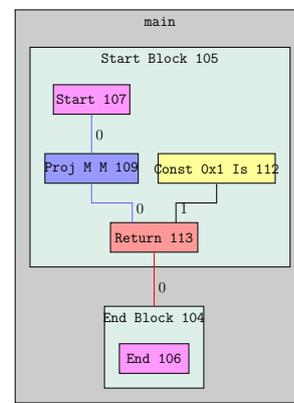 main
Start Block 105
Start 107
0
Proj M M 109
Const 0x1 Is 112
0
1
Return 113
0
End Block 104
End 106